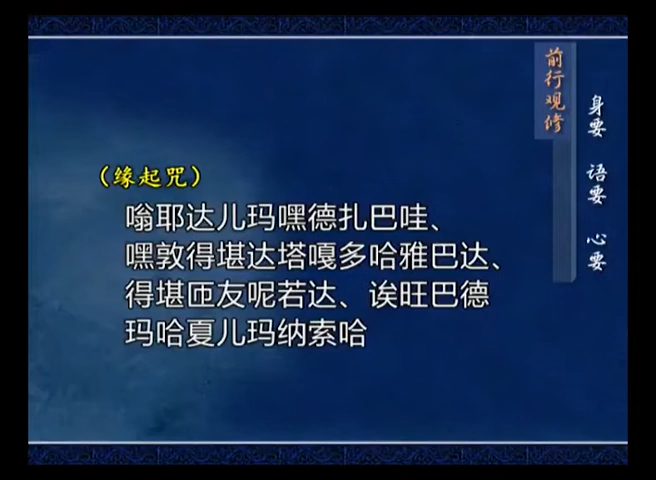 前行观修
身要 语要 心要
（缘起咒）
嗡耶达儿玛嘿德扎巴哇、
嘿敦得堪达塔嘎多哈雅巴达、
得堪匝友呢若达、诶旺巴德
玛哈夏儿玛纳索哈